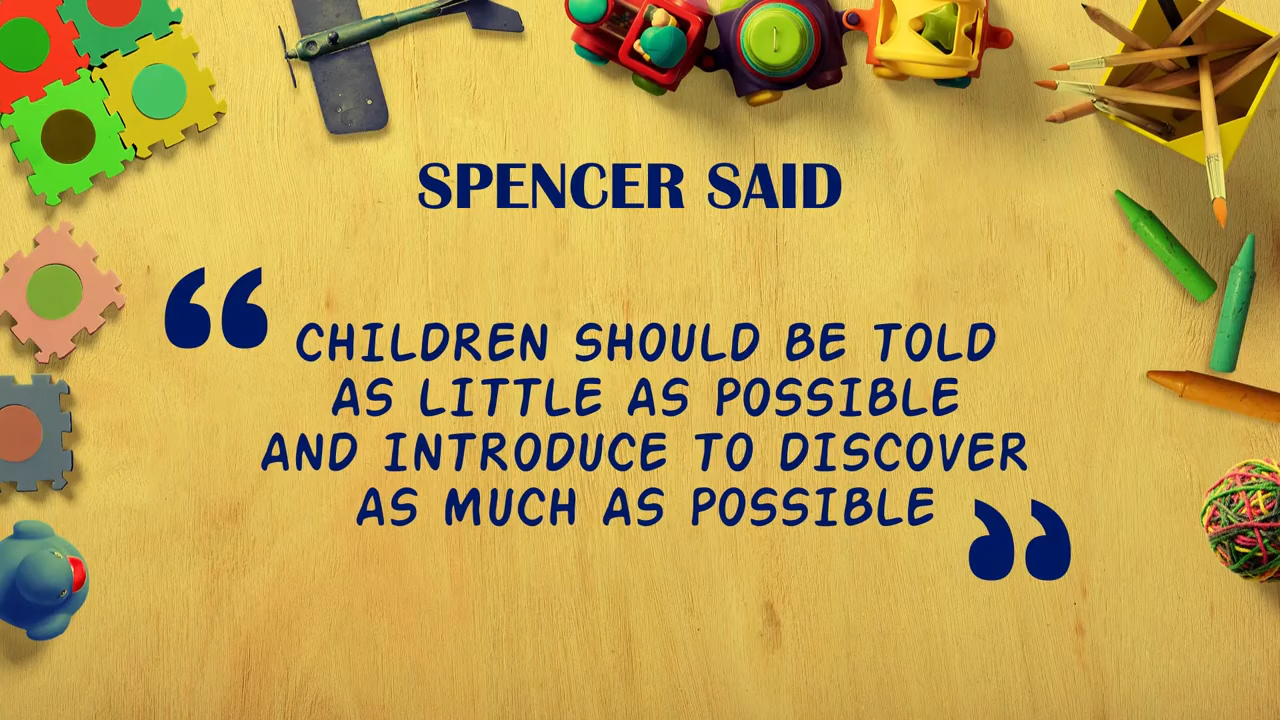 SPENCER SAID
“CHILDREN SHOULD BE TOLD
AS LITTLE AS POSSIBLE
AND INTRODUCE TO DISCOVER
AS MUCH AS POSSIBLE”